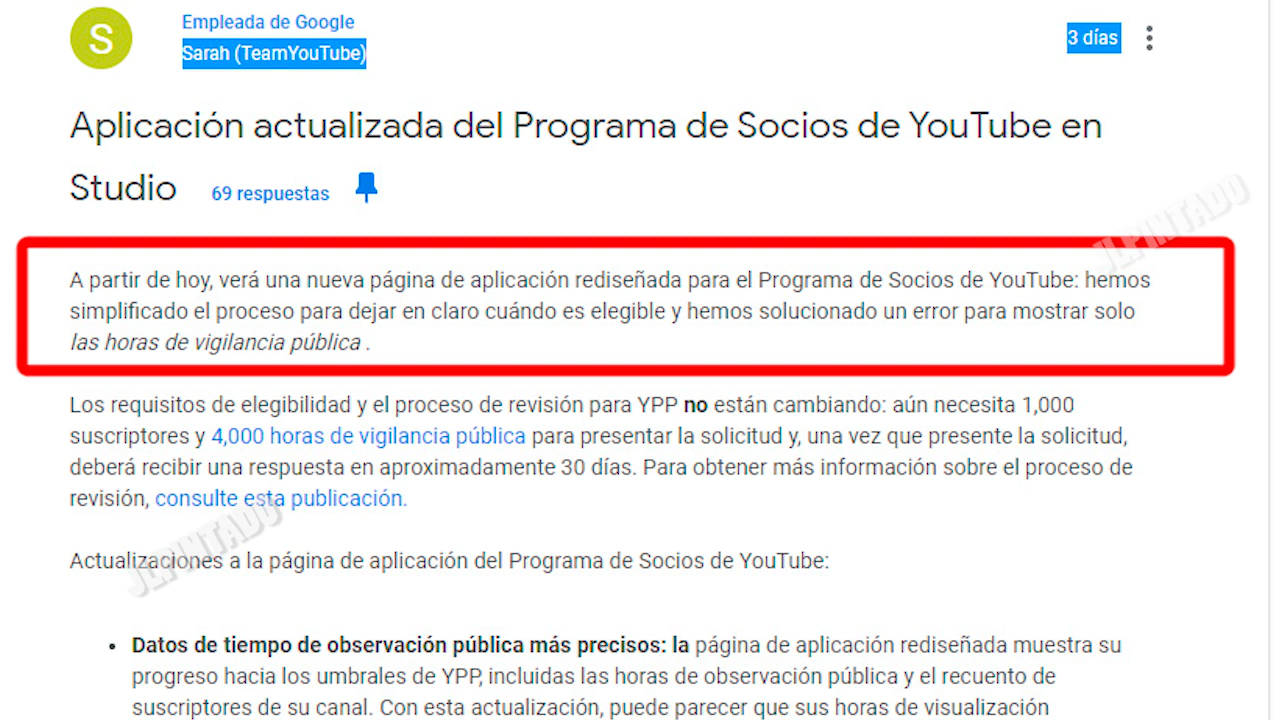 S
Empleada de Google
Sarah (TeamYouTube)
3 días
Aplicación actualizada del Programa de Socios de YouTube en
Studio 69 respuestas
JLPINTADO
A partir de hoy, verá una nueva página de aplicación rediseñada para el Programa de Socios de YouTube: hemos
simplificado el proceso para dejar en claro cuándo es elegible y hemos solucionado un error para mostrar solo
las horas de vigilancia pública .
Los requisitos de elegibilidad y el proceso de revisión para YPP no están cambiando: aún necesita 1,000
suscriptores y 4,000 horas de vigilancia pública para presentar la solicitud y, una vez que presente la solicitud,
deberá recibir una respuesta en aproximadamente 30 días. Para obtener más información sobre el proceso de
revisión, consulte esta publicación.
JLPINTADO
Actualizaciones a la página de aplicación del Programa de Socios de YouTube:
• Datos de tiempo de observación pública más precisos: la página de aplicación rediseñada muestra su
progreso hacia los umbrales de YPP, incluidas las horas de observación pública y el recuento de
suscriptores de su canal. Con esta actualización, puede parecer que sus horas de visualización